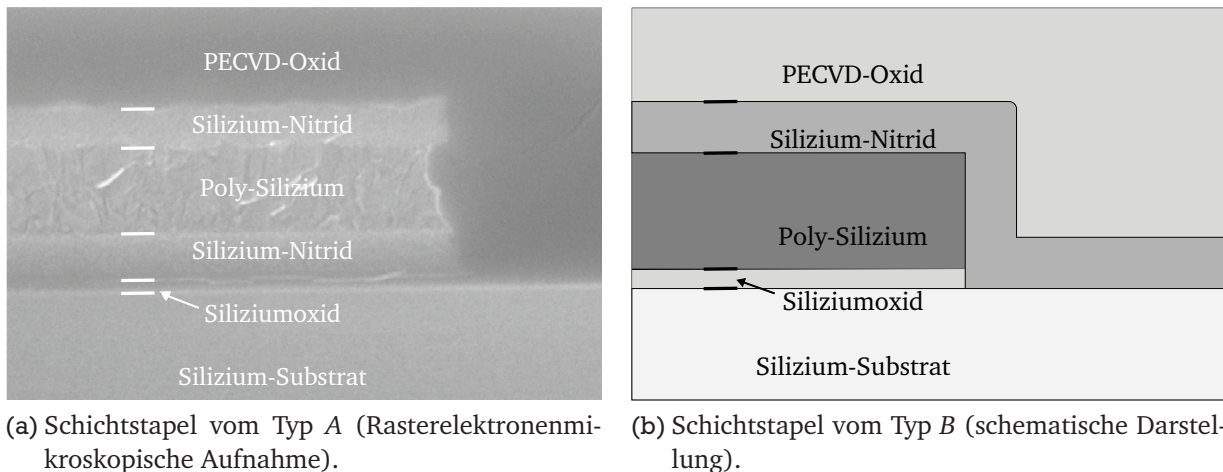 PECVD-Oxid
Silizium-Nitrid
Poly-Silizium
Silizium-Nitrid
Siliziumoxid
Silizium-Substrat
(a) Schichtstapel vom Typ A (Rasterelektronenmi-
kroskopische Aufnahme).
PECVD-Oxid
Silizium-Nitrid
Poly-Silizium
Siliziumoxid
Silizium-Substrat
(b) Schichtstapel vom Typ B (schematische Darstel-
lung).